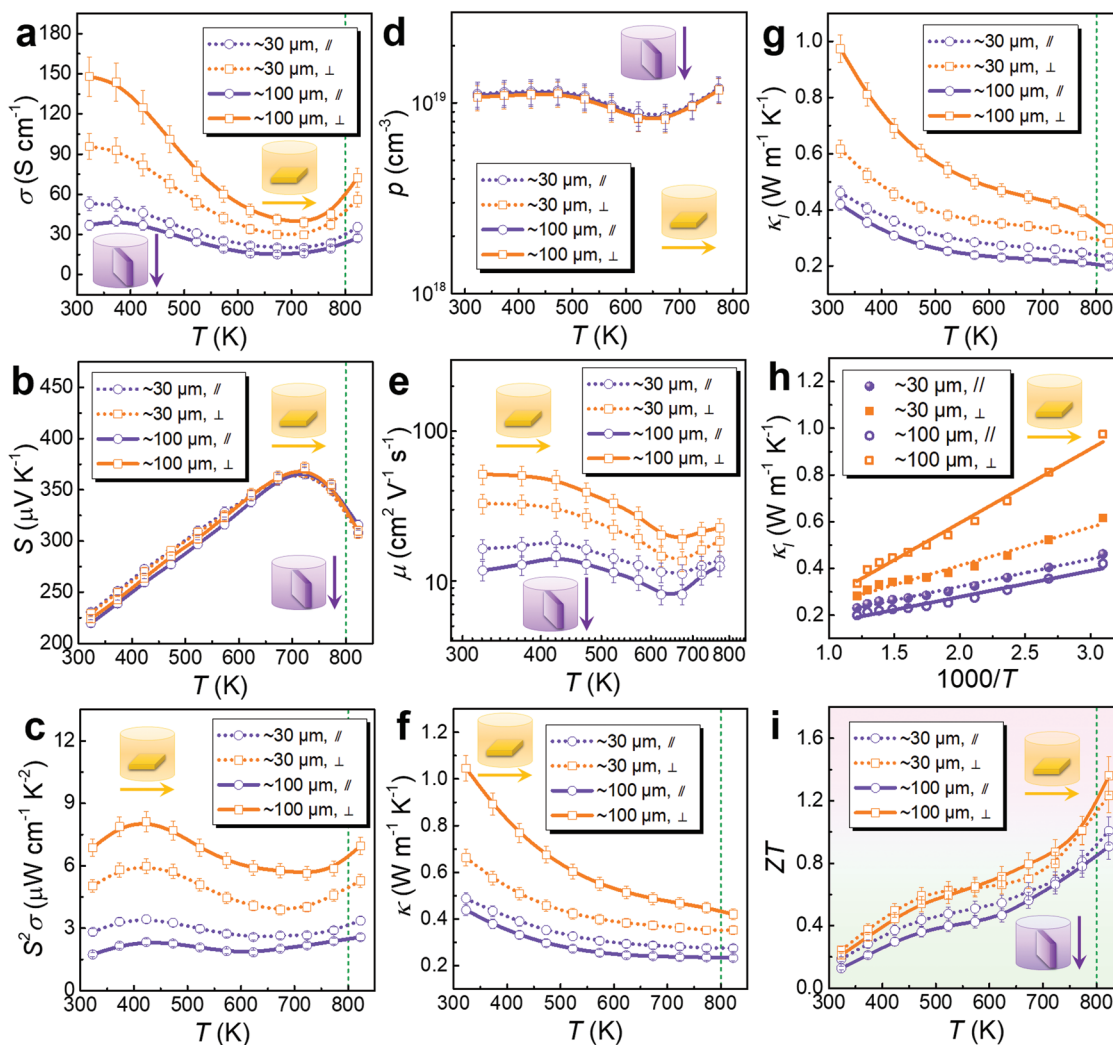 a
180
150
120
90
60
30
0
σ (S cm⁻¹)
~30 μm, //
~30 μm, ⊥
~100 μm, //
~100 μm, ⊥
300 400 500 600 700 800
T (K)
d
10¹⁹
10¹⁸
p (cm⁻³)
~30 μm, //
~30 μm, ⊥
~100 μm, //
~100 μm, ⊥
300 400 500 600 700 800
T (K)
g
1.0
0.8
0.6
0.4
0.2
κₗ (W m⁻¹ K⁻¹)
~30 μm, //
~30 μm, ⊥
~100 μm, //
~100 μm, ⊥
300 400 500 600 700 800
T (K)
b
450
425
375
350
300
275
225
200
S (μV K⁻¹)
~30 μm, //
~30 μm, ⊥
~100 μm, //
~100 μm, ⊥
300 400 500 600 700 800
T (K)
e
100
10
μ (cm² V⁻¹ s⁻¹)
~30 μm, //
~30 μm, ⊥
~100 μm, //
~100 μm, ⊥
300 400 500 600 700 800
T (K)
h
1.2
1.0
0.8
0.6
0.4
0.2
0.0
κₗ (W m⁻¹ K⁻¹)
~30 μm, //
~30 μm, ⊥
~100 μm, //
~100 μm, ⊥
1.0 1.5 2.0 2.5 3.0
1000/T
c
12
9
6
3
0
S² σ (μW cm⁻¹ K⁻²)
~30 μm, //
~30 μm, ⊥
~100 μm, //
~100 μm, ⊥
300 400 500 600 700 800
T (K)
f
1.2
1.0
0.8
0.6
0.4
0.2
κ (W m⁻¹ K⁻¹)
~30 μm, //
~30 μm, ⊥
~100 μm, //
~100 μm, ⊥
300 400 500 600 700 800
T (K)
i
1.6
1.2
0.8
0.4
0.0
ZT
~30 μm, //
~30 μm, ⊥
~100 μm, //
~100 μm, ⊥
300 400 500 600 700 800
T (K)